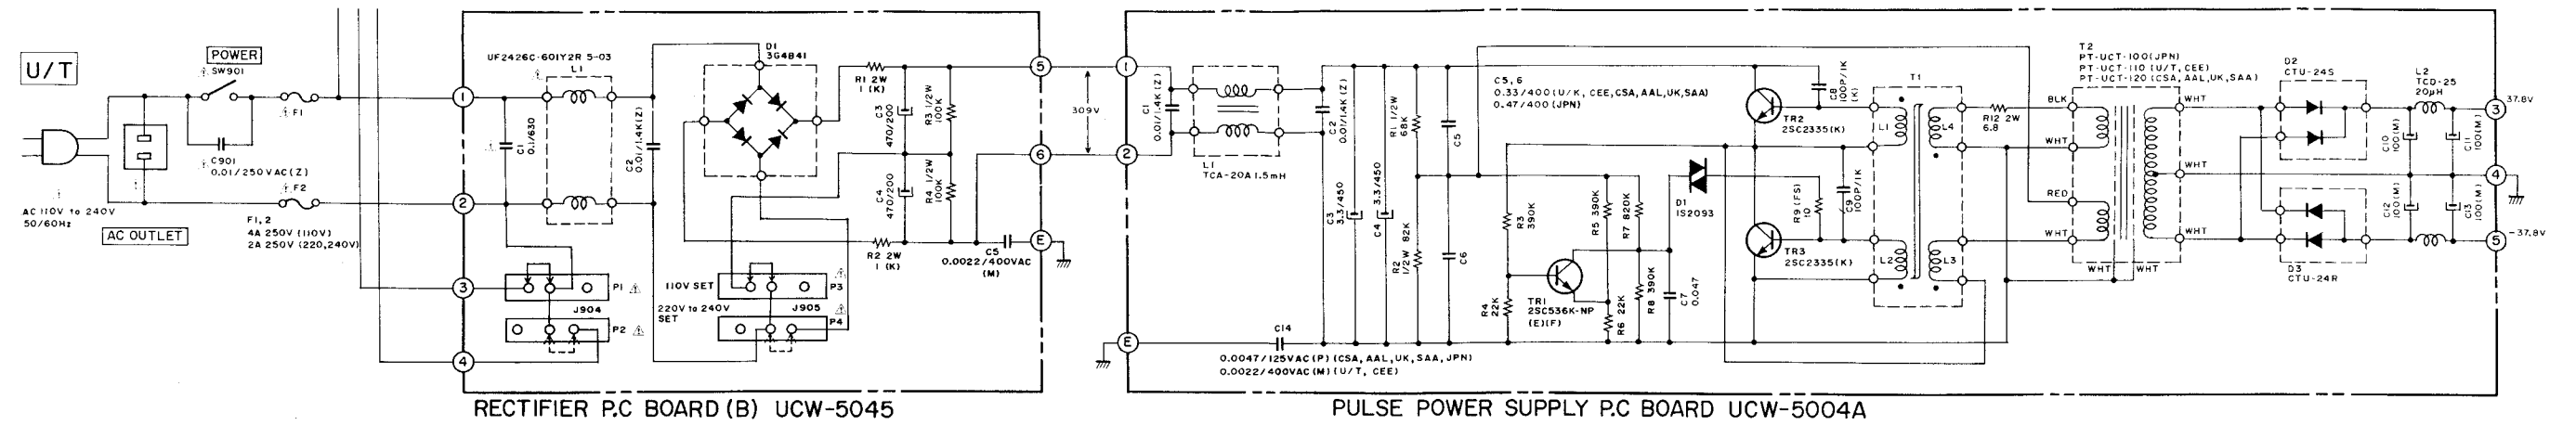 U/T
POWER
SW901
F1
C901
0.01/250VAC(Z)
F2
AC 110V to 240V
50/60Hz
AC OUTLET
F1,2
4A 250V (110V)
2A 250V (220,240V)
1
2
3
4
UF2426C-601Y2R 5-03
L1
C1
0.1/630
C2
0.01/1.4K(Z)
D1
3G4B41
R1 2W
1 (K)
C3
470/200
R3 1/2W
100K
C4
470/200
R4 1/2W
100K
R2 2W
1 (K)
C5
0.0022/400VAC
(M)
P1
J904
P2
110V SET
P3
220V to 240V
SET
J905
P4
5
6
E
RECTIFIER P.C BOARD (B) UCW-5045
309V
1
2
E
C1
0.01/1.4K(Z)
L1
TCA-20A 1.5mH
C2
0.01/1.4K(Z)
C3
3.3/450
C4
3.3/450
R1 1/2W
68K
R2 82K
1/2W
C5
C6
C5,6
0.33/400 (U/K, CEE,CSA,AAL,UK,SAA)
0.47/400 (JPN)
R3
390K
R4
22K
TR1
2SC536K-NP
(E)(F)
R5 390K
R6 22K
R7 820K
R8 390K
C7
0.047
D1
1S2093
R9 (FS)
10
TR2
2SC2335(K)
TR3
2SC2335(K)
C8
100P/1K
(K)
C9
100P/1K
C14
0.0047/125VAC(P) (CSA, AAL,UK,SAA,JPN)
0.0022/400VAC(M) (U/T, CEE)
T1
L1
L4
L2
L3
R12 2W
6.8
T2
PT-UCT-100(JPN)
PT-UCT-110 (U/T,CEE)
PT-UCT-120 (CSA, AAL,UK,SAA)
BLK
WHT
RED
WHT
WHT
WHT
WHT
WHT
WHT
D2
CTU-24S
D3
CTU-24R
L2
TCD-25
20μH
C10
100(M)
C11
100(M)
C12
100(M)
C13
100(M)
3
37.8V
4
5
-37.8V
PULSE POWER SUPPLY P.C BOARD UCW-5004A